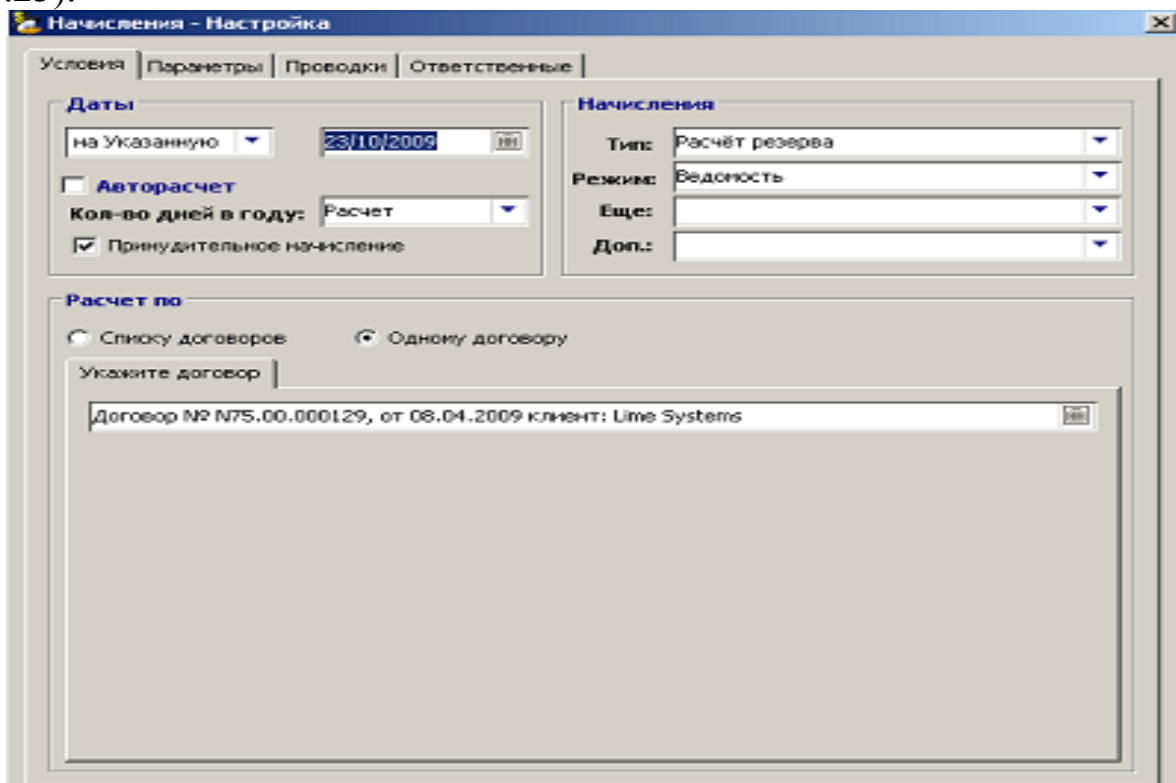 .23).
Начисления - Настройка
Условия Параметры Проводки Ответственные
Даты
на Указанную 23/10/2009
Авторасчет
Кол-во дней в году: Расчет
Принудительное начисление
Начисления
Тип: Расчёт резерва
Режим: Ведомость
Еще:
Доп.:
Расчет по
Списку договоров Одному договору
Укажите договор
Договор № N75.00.000129, от 08.04.2009 клиент: Lime Systems